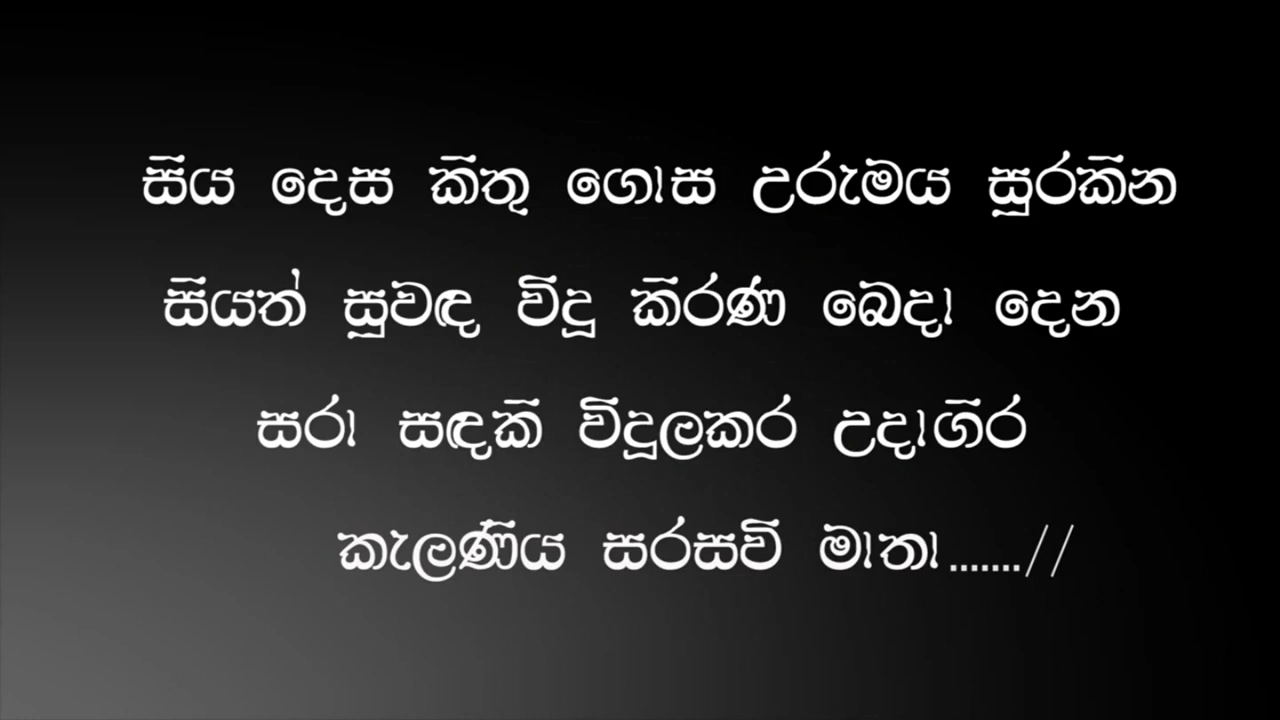 සිය දෙස කිතු ගොස උරුමය සුරකින
සියත් සුවඳ විදූ කිරණ බෙදා දෙන
සරා සඳකි විදූලකර උදාගිර
කැලණිය සරසවි මාතා.......//